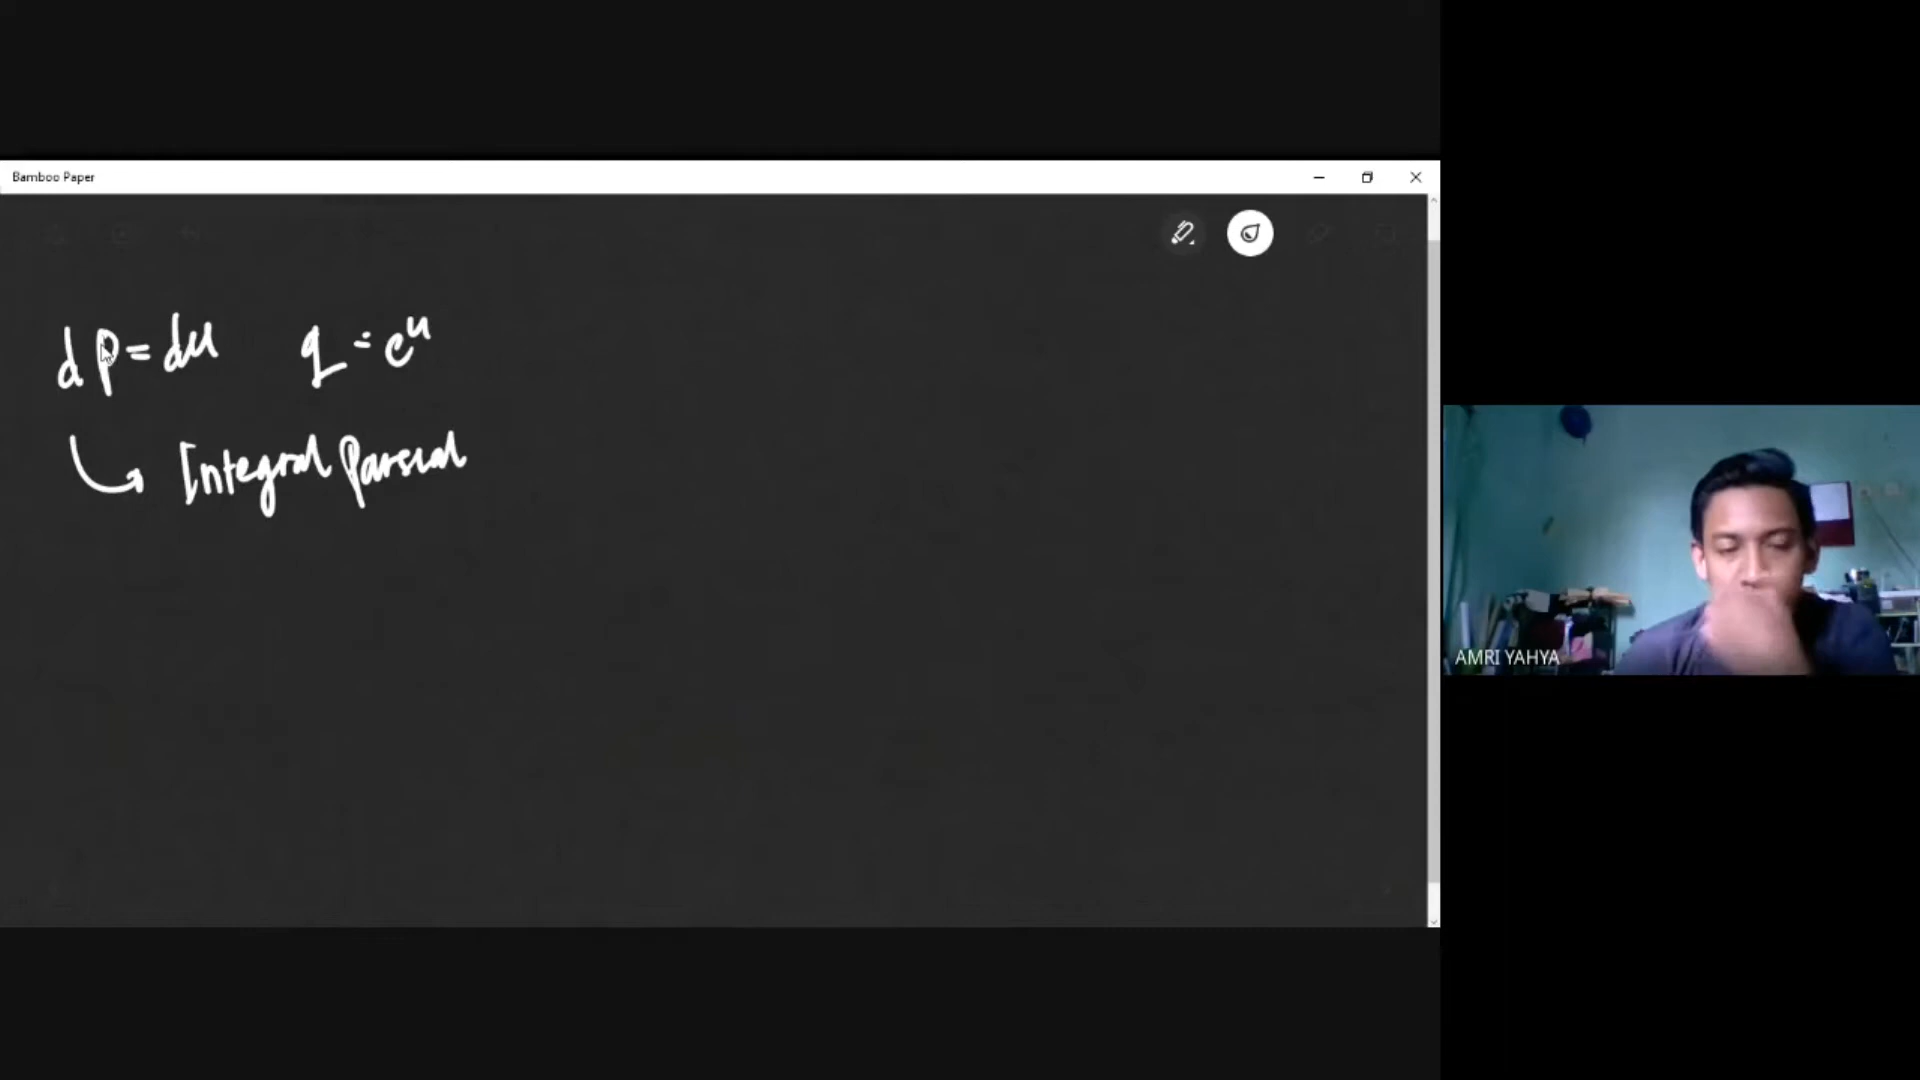 Bamboo Paper
dp = du q = e^u
Integral Parsial
AMRI YAHYA